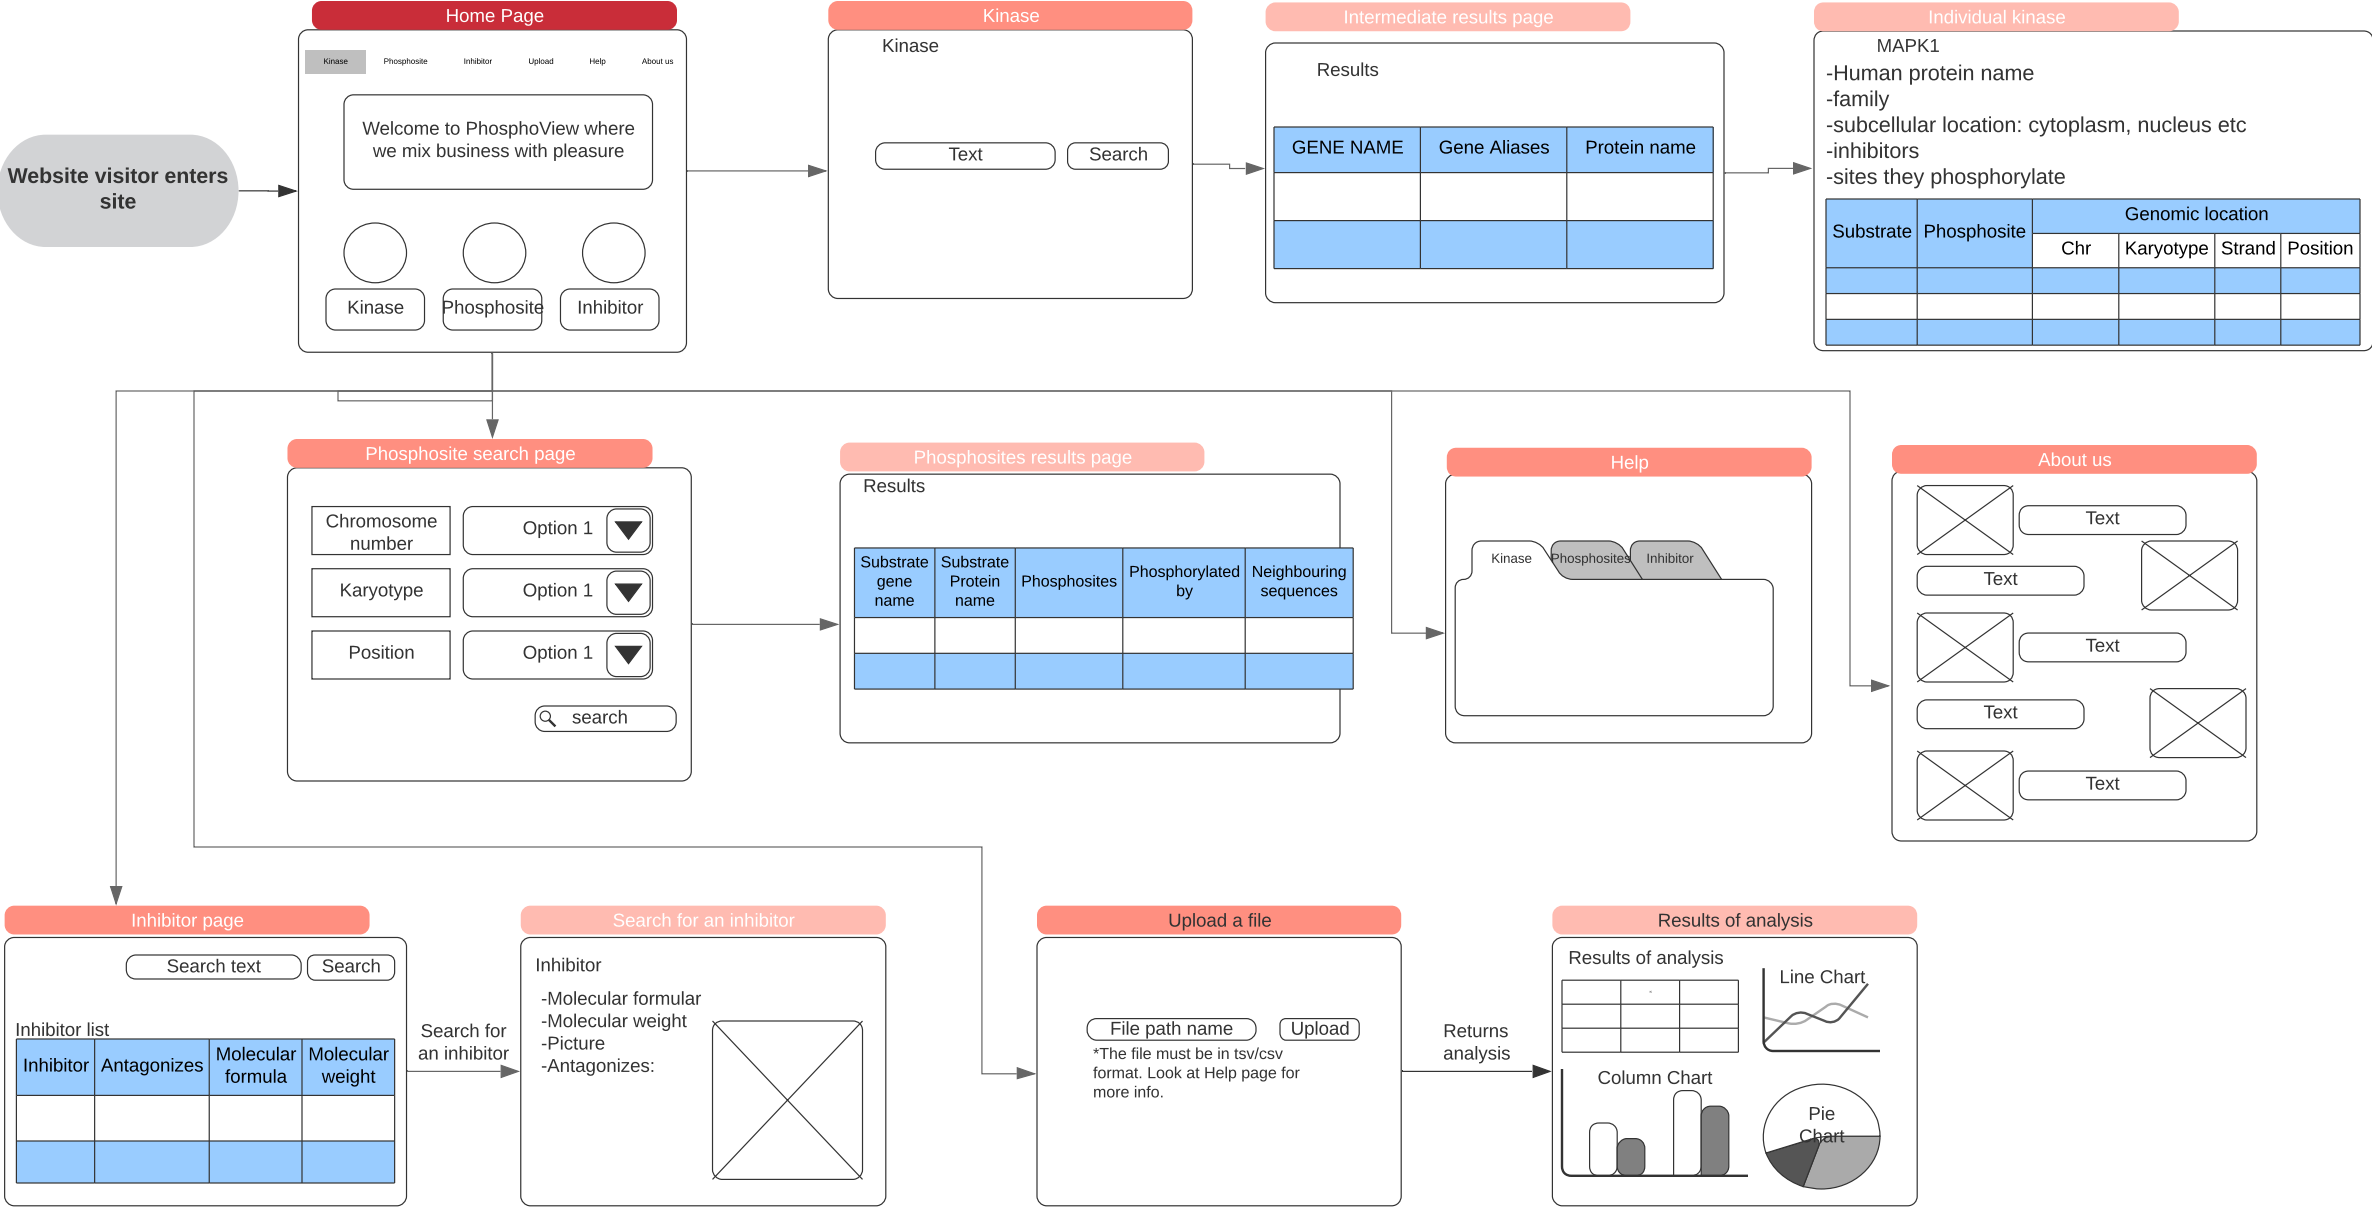 Home Page
Kinase
Phosphosite
Inhibitor
Upload
Help
About us
Welcome to PhosphoView where
we mix business with pleasure
Kinase
Phosphosite
Inhibitor
Website visitor enters
site
Kinase
Kinase
Text
Search
Intermediate results page
Results
GENE NAME
Gene Aliases
Protein name
Individual kinase
MAPK1
-Human protein name
-family
-subcellular location: cytoplasm, nucleus etc
-inhibitors
-sites they phosphorylate
Substrate
Phosphosite
Genomic location
Chr
Karyotype
Strand
Position
Phosphosite search page
Chromosome
number
Option 1
Karyotype
Option 1
Position
Option 1
search
Phosphosites results page
Results
Substrate
gene
name
Substrate
Protein
name
Phosphosites
Phosphorylated
by
Neighbouring
sequences
Help
Kinase
Phosphosites
Inhibitor
About us
Text
Text
Text
Text
Text
Inhibitor page
Search text
Search
Inhibitor list
Inhibitor
Antagonizes
Molecular
formula
Molecular
weight
Search for
an inhibitor
Search for an inhibitor
Inhibitor
-Molecular formular
-Molecular weight
-Picture
-Antagonizes:
Upload a file
File path name
Upload
*The file must be in tsv/csv
format. Look at Help page for
more info.
Returns
analysis
Results of analysis
Results of analysis
Line Chart
Column Chart
Pie
Chart